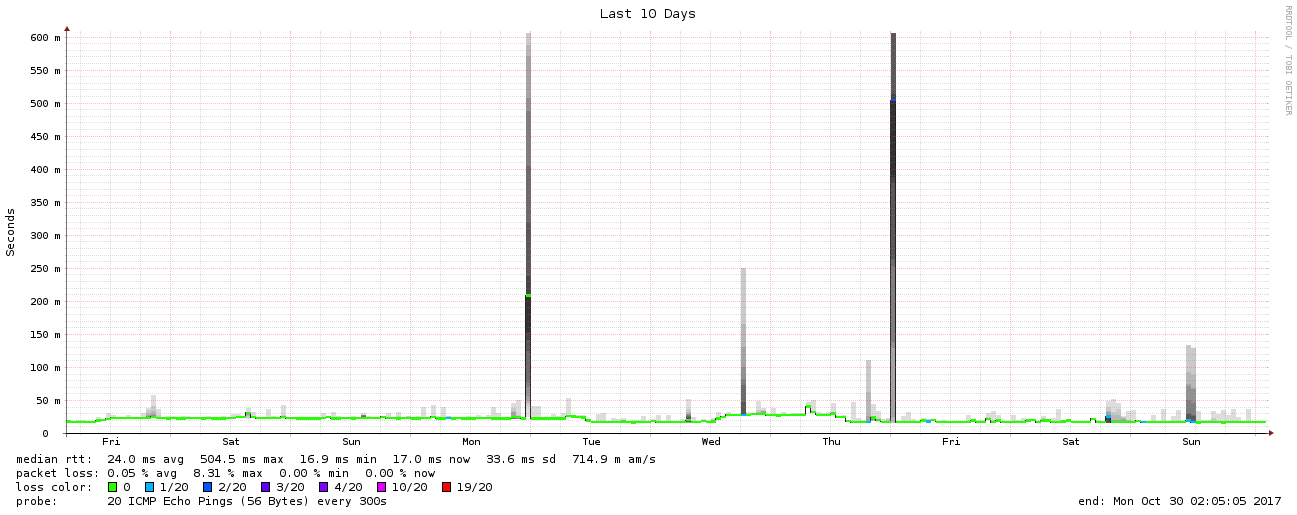 Last 10 Days
RRDTOOL / TOBI OETIKER
Seconds
600 m
550 m
500 m
450 m
400 m
350 m
300 m
250 m
200 m
150 m
100 m
50 m
0
Fri Sat Sun Mon Tue Wed Thu Fri Sat Sun
median rtt: 24.0 ms avg 504.5 ms max 16.9 ms min 17.0 ms now 33.6 ms sd 714.9 m am/s
packet loss: 0.05 % avg 8.31 % max 0.00 % min 0.00 % now
loss color: 0 1/20 2/20 3/20 4/20 10/20 19/20
probe: 20 ICMP Echo Pings (56 Bytes) every 300s end: Mon Oct 30 02:05:05 2017